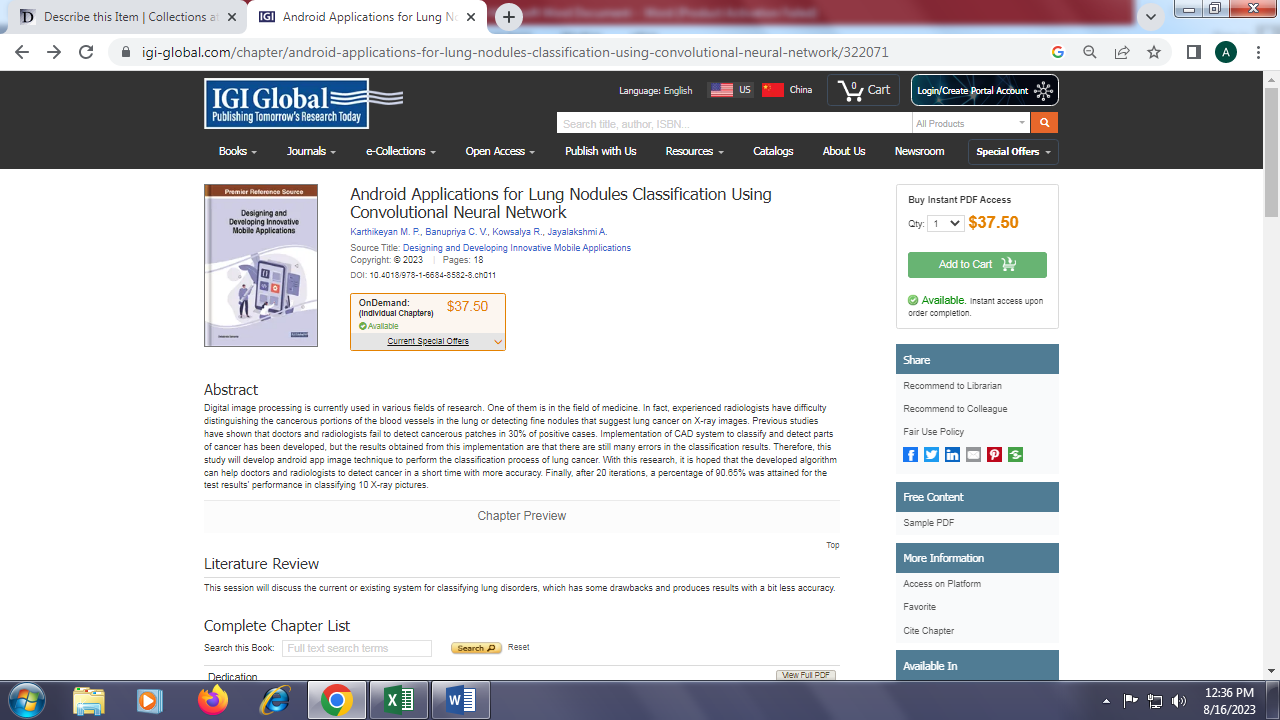 Describe this Item | Collections at
IGI Android Applications for Lung No
igi-global.com/chapter/android-applications-for-lung-nodules-classification-using-convolutional-neural-network/322071
A
IGI Global
Publishing Tomorrow's Research Today
Language: English
US
China
0 Cart
Login/Create Portal Account
Search title, author, ISBN...
All Products
Books
Journals
e-Collections
Open Access
Publish with Us
Resources
Catalogs
About Us
Newsroom
Special Offers
Premier Reference Source
Designing and
Developing Innovative
Mobile Applications
Android Applications for Lung Nodules Classification Using
Convolutional Neural Network
Karthikeyan M. P., Banupriya C. V., Kowsalya R., Jayalakshmi A.
Source Title: Designing and Developing Innovative Mobile Applications
Copyright: © 2023 | Pages: 18
DOI: 10.4018/978-1-6684-8582-8.ch011
OnDemand:
(Individual Chapters)
$37.50
Available
Current Special Offers
Abstract
Digital image processing is currently used in various fields of research. One of them is in the field of medicine. In fact, experienced radiologists have difficulty
distinguishing the cancerous portions of the blood vessels in the lung or detecting fine nodules that suggest lung cancer on X-ray images. Previous studies
have shown that doctors and radiologists fail to detect cancerous patches in 30% of positive cases. Implementation of CAD system to classify and detect parts
of cancer has been developed, but the results obtained from this implementation are that there are still many errors in the classification results. Therefore, this
study will develop android app image technique to perform the classification process of lung cancer. With this research, it is hoped that the developed algorithm
can help doctors and radiologists to detect cancer in a short time with more accuracy. Finally, after 20 iterations, a percentage of 90.65% was attained for the
test results' performance in classifying 10 X-ray pictures.
Chapter Preview
Top
Literature Review
This session will discuss the current or existing system for classifying lung disorders, which has some drawbacks and produces results with a bit less accuracy.
Complete Chapter List
Search this Book:
Full text search terms
Search
Reset
Dedication
View Full PDF
Buy Instant PDF Access
Qty: 1 $37.50
Add to Cart
Available. Instant access upon
order completion.
Share
Recommend to Librarian
Recommend to Colleague
Fair Use Policy
Free Content
Sample PDF
More Information
Access on Platform
Favorite
Cite Chapter
Available In
12:36 PM
8/16/2023